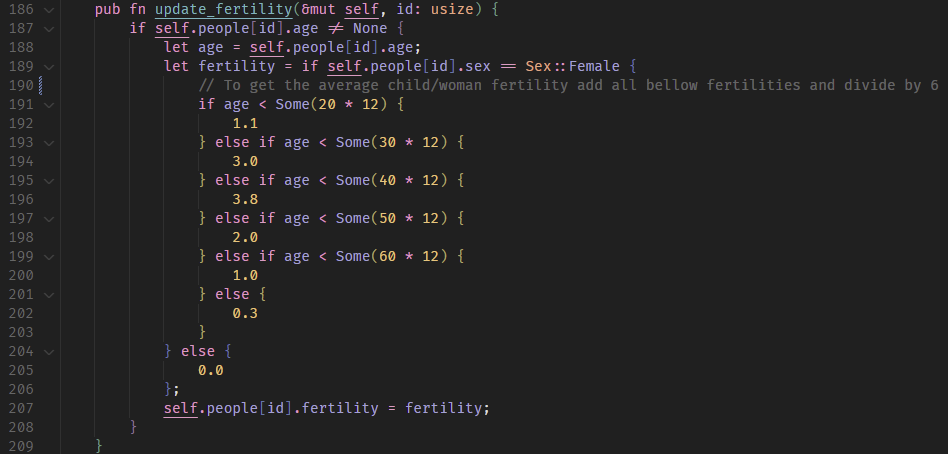 186 pub fn update_fertility(&mut self, id: usize) {
187 if self.people[id].age != None {
188 let age = self.people[id].age;
189 let fertility = if self.people[id].sex == Sex::Female {
190 // To get the average child/woman fertility add all bellow fertilities and divide by 6
191 if age < Some(20 * 12) {
192 1.1
193 } else if age < Some(30 * 12) {
194 3.0
195 } else if age < Some(40 * 12) {
196 3.8
197 } else if age < Some(50 * 12) {
198 2.0
199 } else if age < Some(60 * 12) {
200 1.0
201 } else {
202 0.3
203 }
204 } else {
205 0.0
206 };
207 self.people[id].fertility = fertility;
208 }
209 }